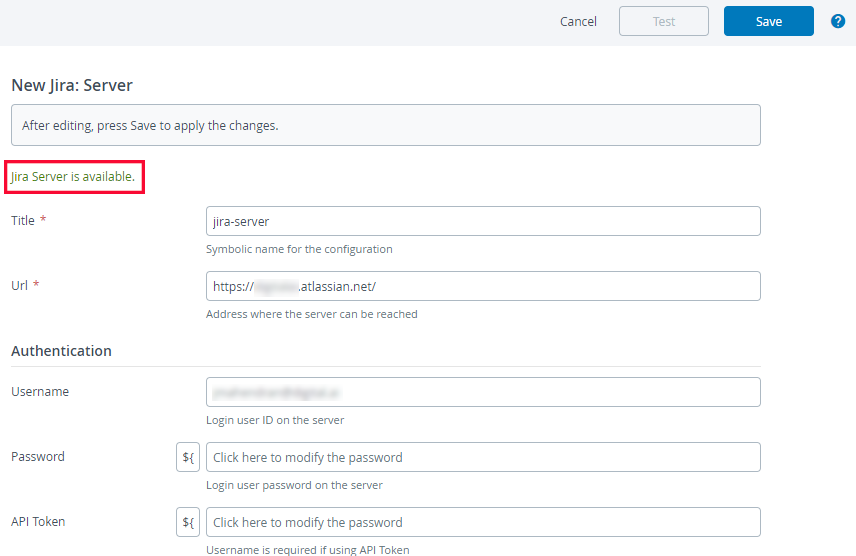 Cancel Test Save ?
New Jira: Server
After editing, press Save to apply the changes.
Jira Server is available.
Title *
jira-server
Symbolic name for the configuration
Url *
https:// .atlassian.net/
Address where the server can be reached
Authentication
Username
Login user ID on the server
Password
${
Click here to modify the password
Login user password on the server
API Token
${
Click here to modify the password
Username is required if using API Token